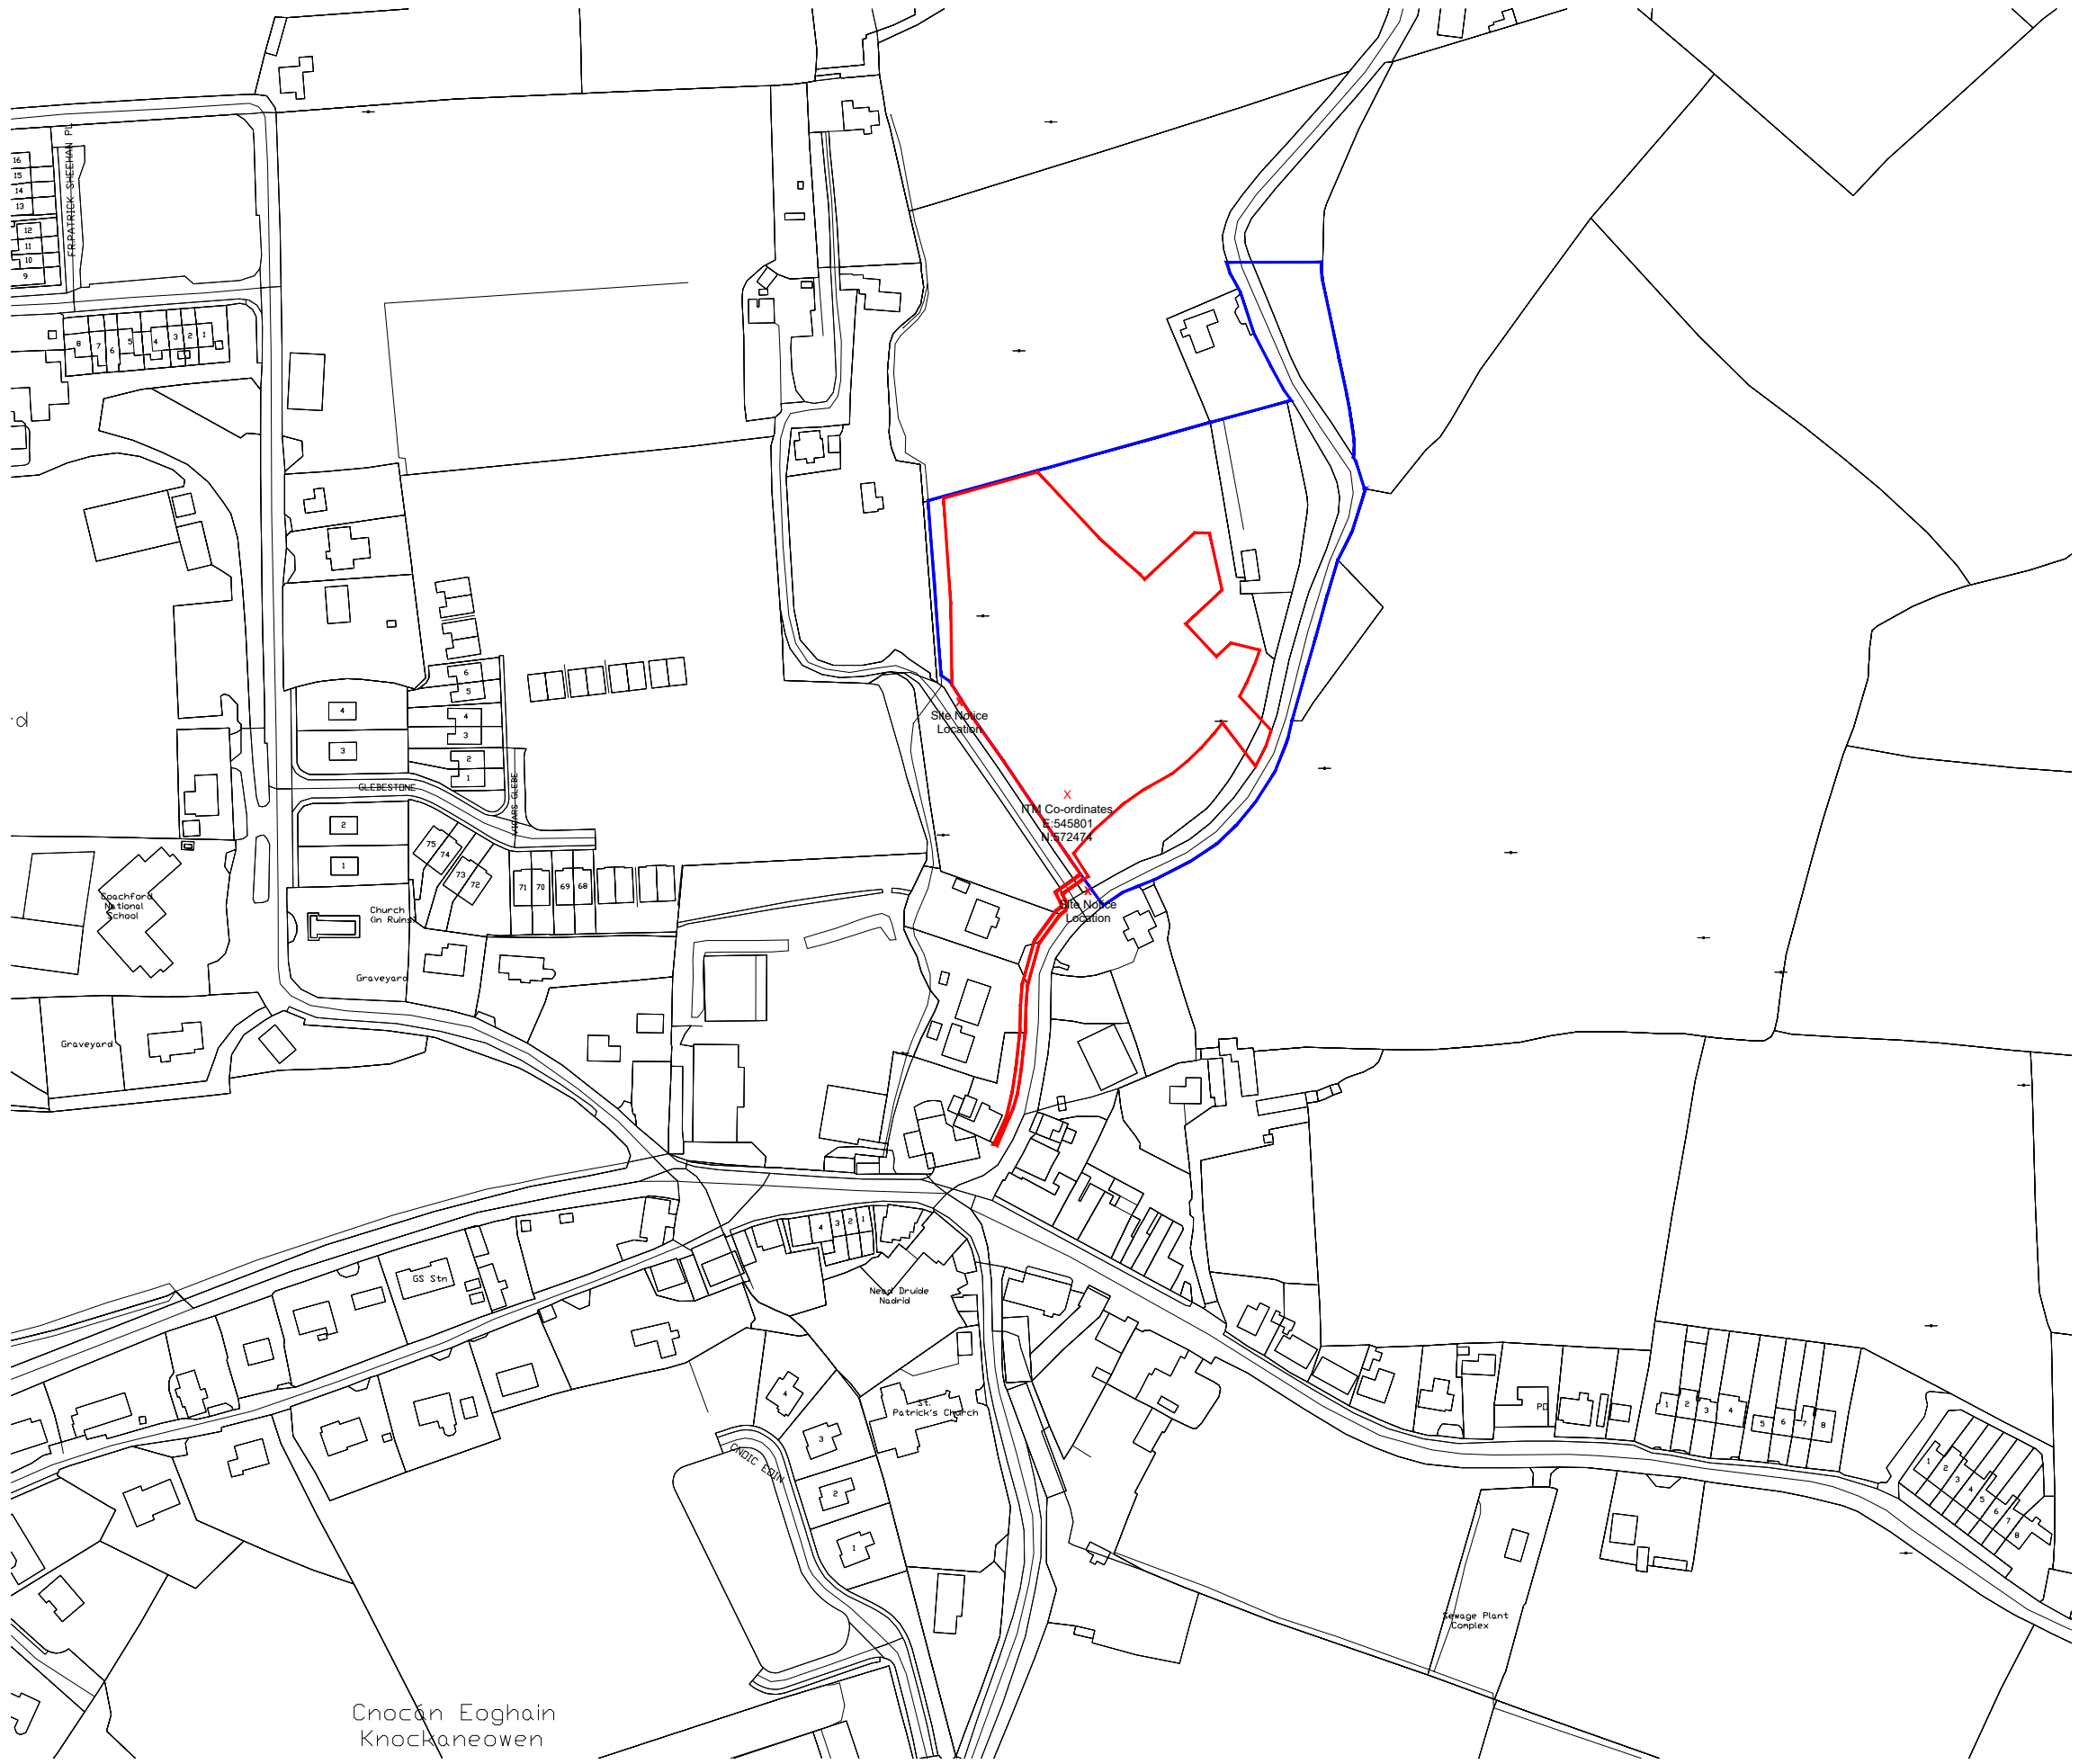 FR.PATRICK SHEEHAN PL
16
15
14
13
12
11
10
9
8
7
6
5
4
3
2
1
6
5
4
3
2
1
4
3
2
1
GLEBESTONE
VICARS GLEBE
75
74
73
72
71
70
69
68
X
Site Notice
Location
X
ITM Co-ordinates
E:545801
N:572474
X
Site Notice
Location
Coachford
National
School
Church
(in Ruins)
Graveyard
Graveyard
GS Stn
4
3
2
1
Nead Druide
Nadrid
St.
Patrick's Church
CNOIC EOIN
4
3
2
1
PO
1
2
3
4
5
6
7
8
1
2
3
4
5
6
7
8
Sewage Plant
Complex
Cnocán Eoghain
Knockaneowen